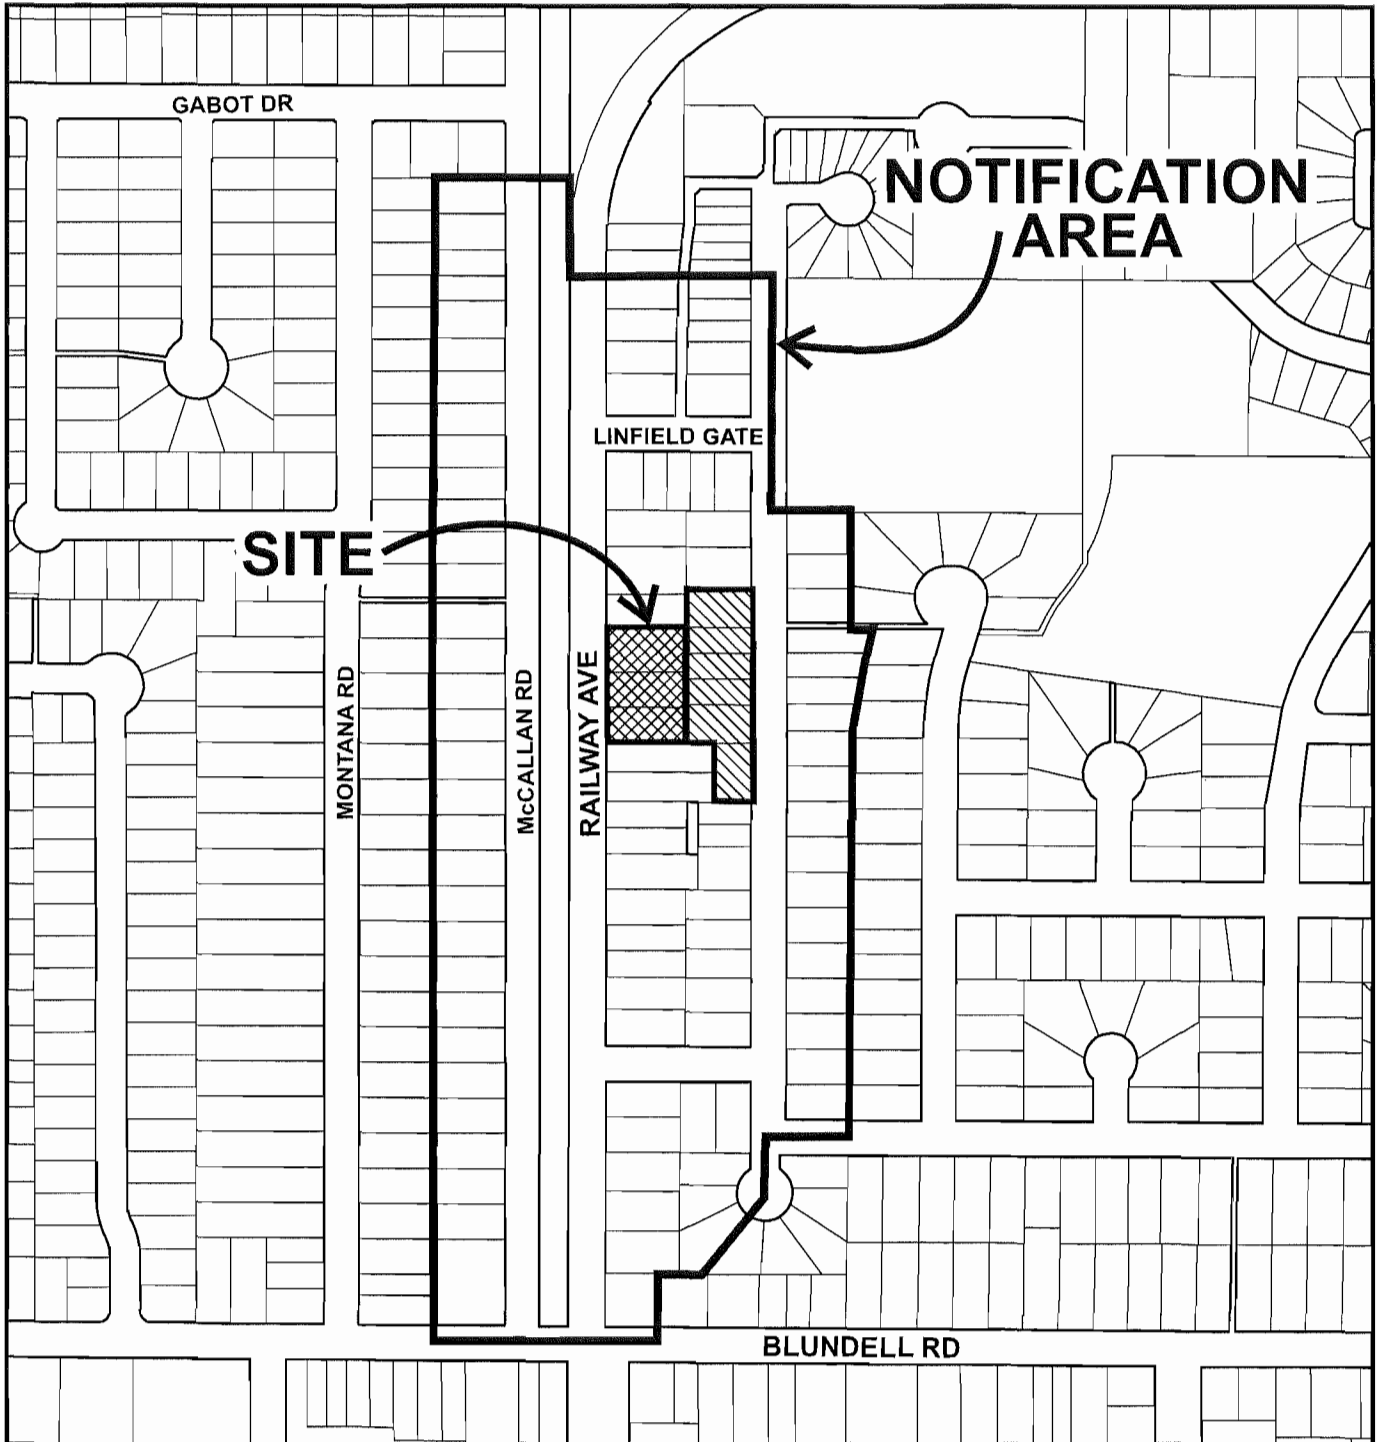 GABOT DR
NOTIFICATION
AREA
LINFIELD GATE
SITE
MONTANA RD
McCALLAN RD
RAILWAY AVE
BLUNDELL RD